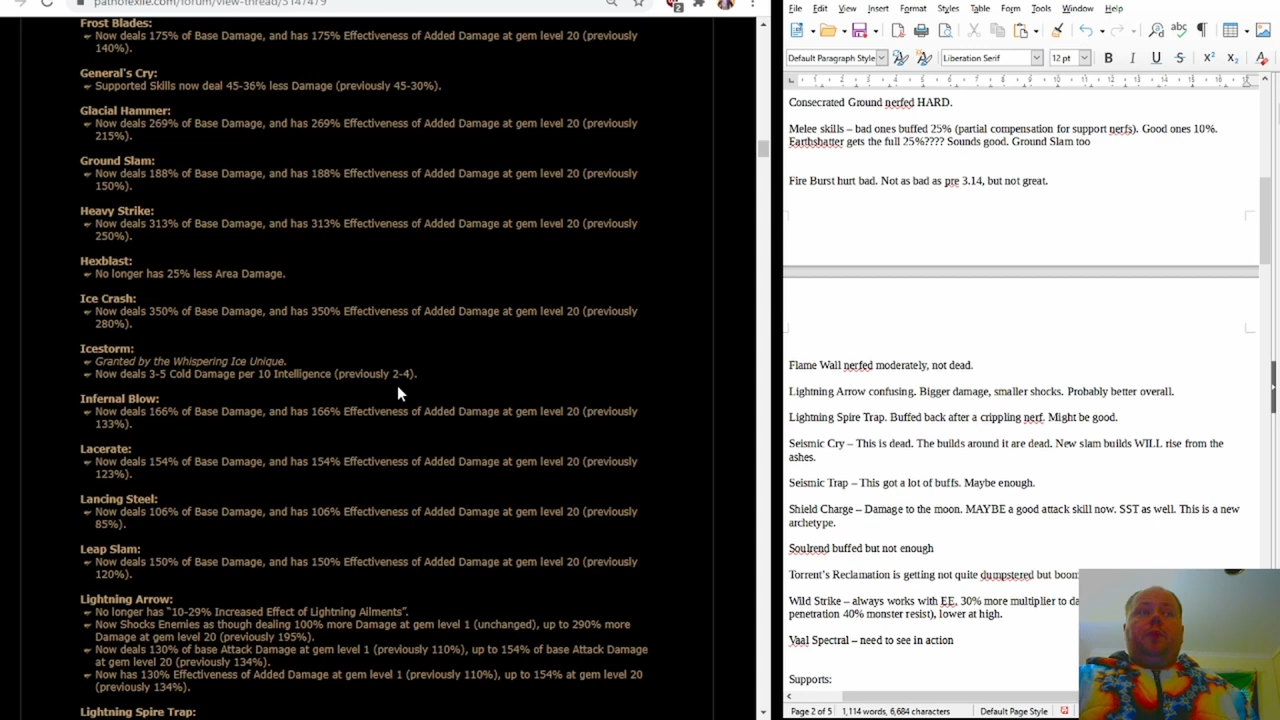 pathofexile.com/forum/view-thread/3147479
2
Frost Blades:
Now deals 175% of Base Damage, and has 175% Effectiveness of Added Damage at gem level 20 (previously
140%).
General's Cry:
Supported Skills now deal 45-36% less Damage (previously 45-30%).
Glacial Hammer:
Now deals 269% of Base Damage, and has 269% Effectiveness of Added Damage at gem level 20 (previously
215%).
Ground Slam:
Now deals 188% of Base Damage, and has 188% Effectiveness of Added Damage at gem level 20 (previously
150%).
Heavy Strike:
Now deals 313% of Base Damage, and has 313% Effectiveness of Added Damage at gem level 20 (previously
250%).
Hexblast:
No longer has 25% less Area Damage.
Ice Crash:
Now deals 350% of Base Damage, and has 350% Effectiveness of Added Damage at gem level 20 (previously
280%).
Icestorm:
Granted by the Whispering Ice Unique.
Now deals 3-5 Cold Damage per 10 Intelligence (previously 2-4).
Infernal Blow:
Now deals 166% of Base Damage, and has 166% Effectiveness of Added Damage at gem level 20 (previously
133%).
Lacerate:
Now deals 154% of Base Damage, and has 154% Effectiveness of Added Damage at gem level 20 (previously
123%).
Lancing Steel:
Now deals 106% of Base Damage, and has 106% Effectiveness of Added Damage at gem level 20 (previously
85%).
Leap Slam:
Now deals 150% of Base Damage, and has 150% Effectiveness of Added Damage at gem level 20 (previously
120%).
Lightning Arrow:
No longer has "10-29% Increased Effect of Lightning Ailments".
Now Shocks Enemies as though dealing 100% more Damage at gem level 1 (unchanged), up to 290% more
Damage at gem level 20 (previously 195%).
Now deals 130% of base Attack Damage at gem level 1 (previously 110%), up to 154% of base Attack Damage
at gem level 20 (previously 134%).
Now has 130% Effectiveness of Added Damage at gem level 1 (previously 110%), up to 154% at gem level 20
(previously 134%).
Lightning Spire Trap:
File Edit View Insert Format Styles Table Form Tools Window Help
Default Paragraph Style Liberation Serif 12 pt
Consecrated Ground nerfed HARD.
Melee skills – bad ones buffed 25% (partial compensation for support nerfs). Good ones 10%.
Eartbshatter gets the full 25%???? Sounds good. Ground Slam too
Fire Burst hurt bad. Not as bad as pre 3.14, but not great.
Flame Wall nerfed moderately, not dead.
Lightning Arrow confusing. Bigger damage, smaller shocks. Probably better overall.
Lightning Spire Trap. Buffed back after a crippling nerf. Might be good.
Seismic Cry – This is dead. The builds around it are dead. New slam builds WILL rise from the
ashes.
Seismic Trap – This got a lot of buffs. Maybe enough.
Shield Charge – Damage to the moon. MAYBE a good attack skill now. SST as well. This is a new
archetype.
Soulrend buffed but not enough
Torrent's Reclamation is getting not quite dumpstered but boom
Wild Strike – always works with EE, 30% more multiplier to da
penetration 40% monster resist), lower at high.
Vaal Spectral – need to see in action
Supports:
Page 2 of 5 1,114 words, 6,684 characters Default Page Style